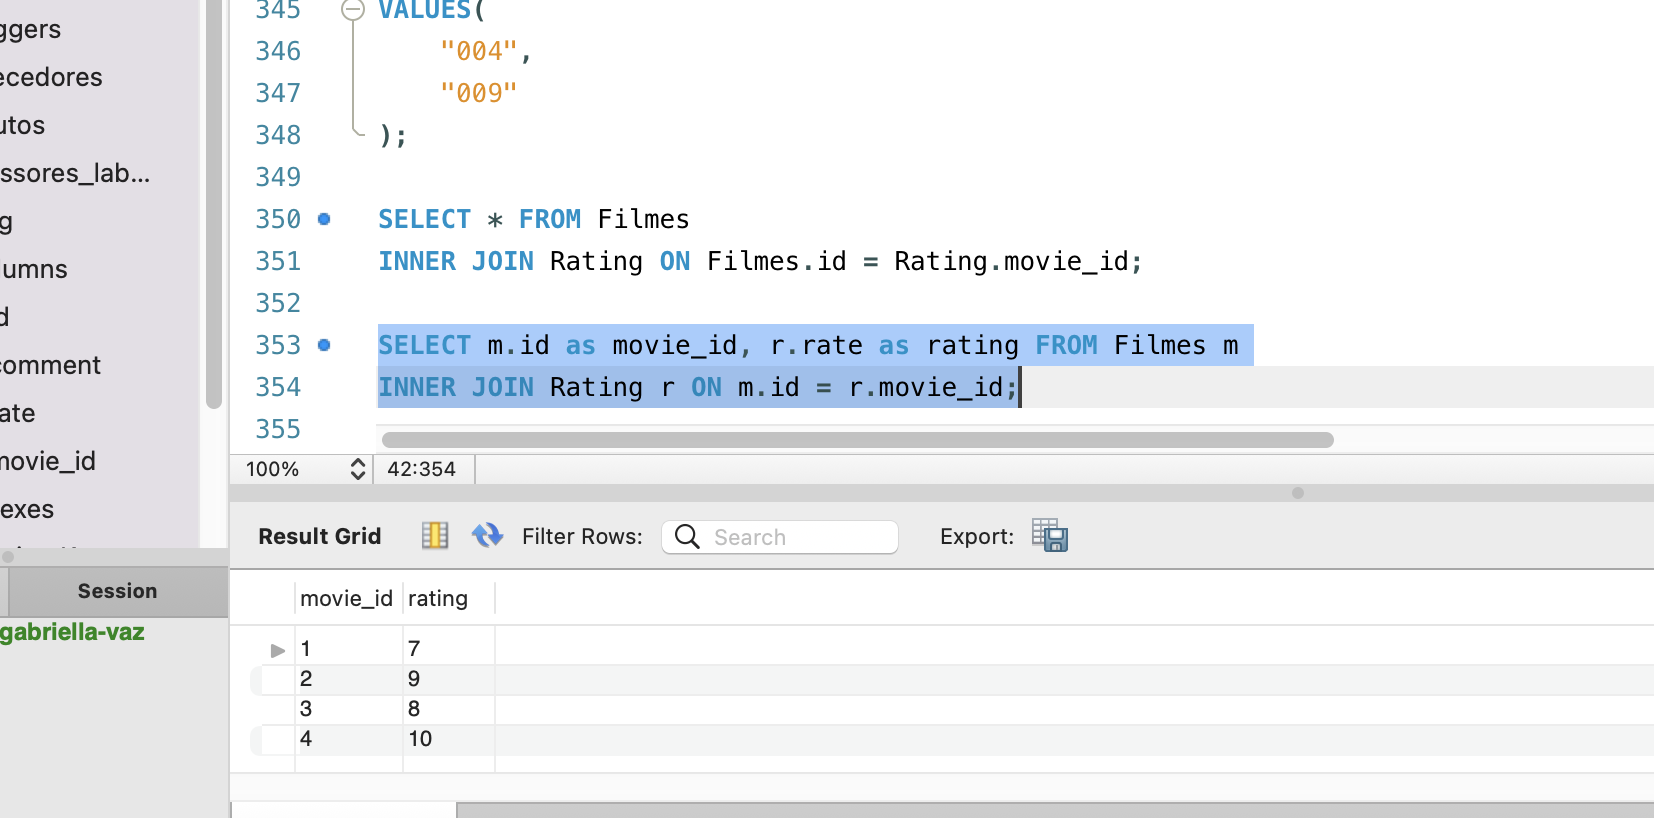 ggers
ecedores
utos
ssores_lab...
g
lumns
d
comment
ate
movie_id
exes
Session
gabriella-vaz
345 VALUES(
346 "004",
347 "009"
348 );
349
350 SELECT * FROM Filmes
351 INNER JOIN Rating ON Filmes.id = Rating.movie_id;
352
353 SELECT m.id as movie_id, r.rate as rating FROM Filmes m
354 INNER JOIN Rating r ON m.id = r.movie_id;
355
100% 42:354
Result Grid Filter Rows: Search Export:
movie_id rating
1 7
2 9
3 8
4 10